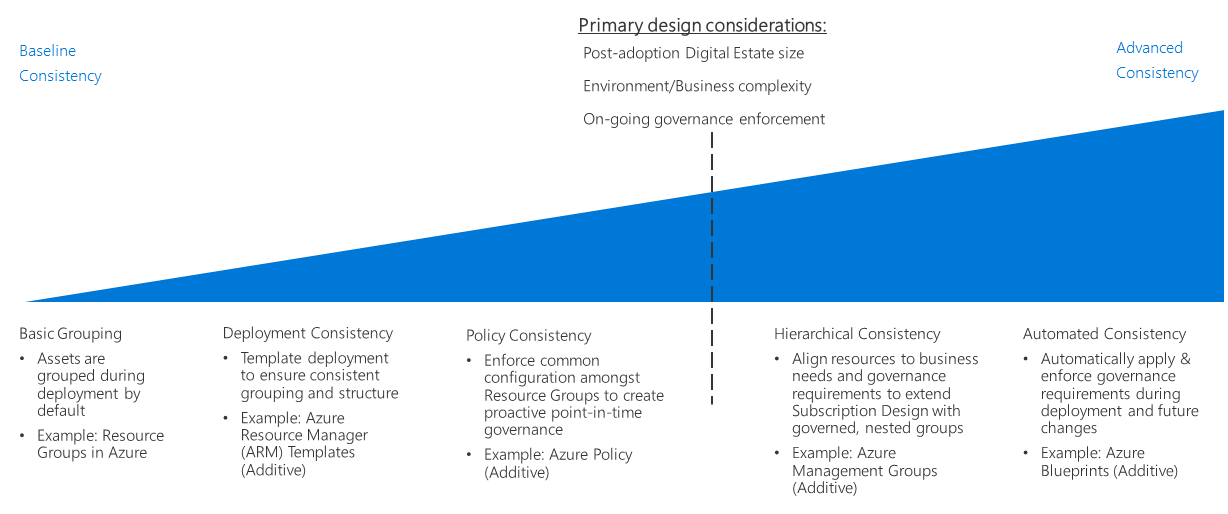 Primary design considerations:
Post-adoption Digital Estate size
Environment/Business complexity
On-going governance enforcement
Baseline
Consistency
Advanced
Consistency
Basic Grouping
• Assets are
grouped during
deployment by
default
• Example: Resource
Groups in Azure
Deployment Consistency
• Template deployment
to ensure consistent
grouping and structure
• Example: Azure
Resource Manager
(ARM) Templates
(Additive)
Policy Consistency
• Enforce common
configuration amongst
Resource Groups to create
proactive point-in-time
governance
• Example: Azure Policy
(Additive)
Hierarchical Consistency
• Align resources to business
needs and governance
requirements to extend
Subscription Design with
governed, nested groups
• Example: Azure
Management Groups
(Additive)
Automated Consistency
• Automatically apply &
enforce governance
requirements during
deployment and future
changes
• Example: Azure
Blueprints (Additive)